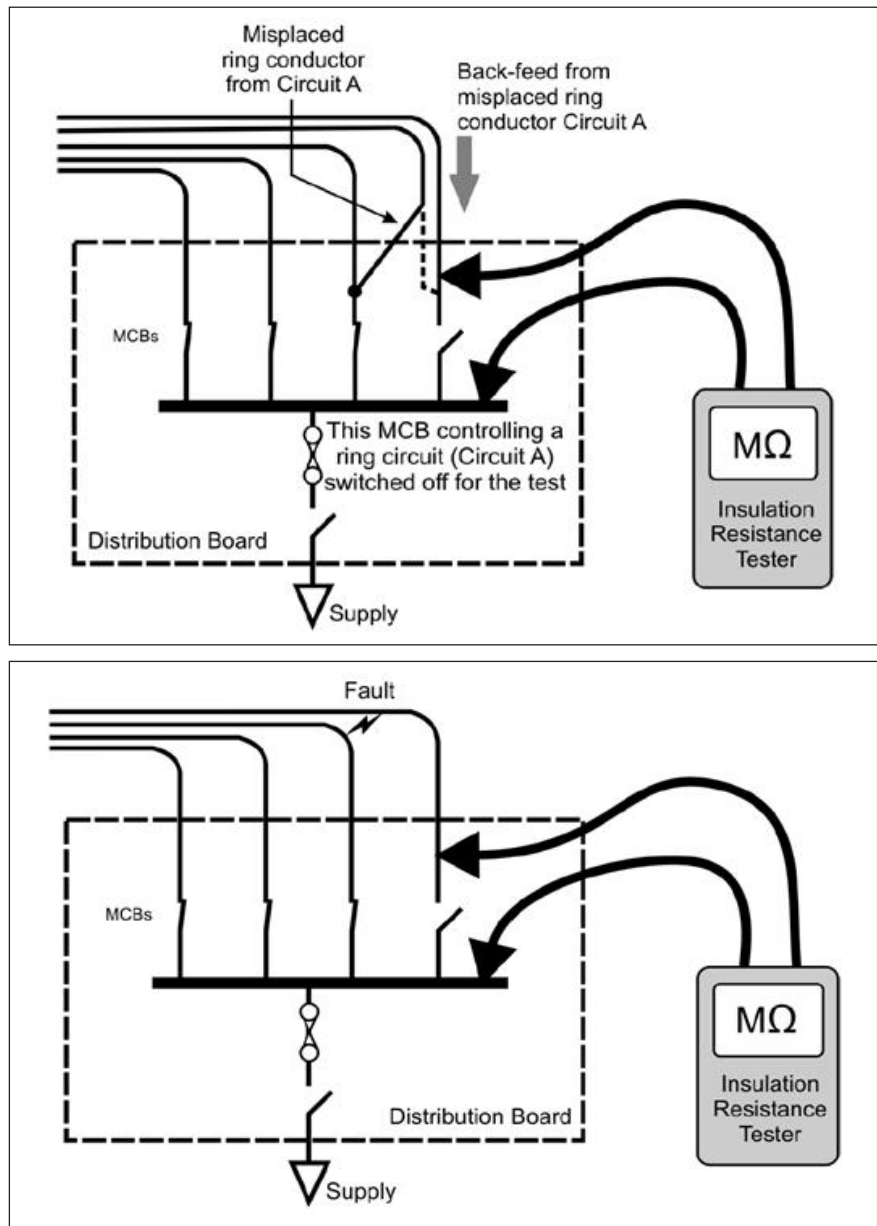 Misplaced
ring conductor
from Circuit A
Back-feed from
misplaced ring
conductor Circuit A
MCBs
This MCB controlling a
ring circuit (Circuit A)
switched off for the test
Distribution Board
Supply
MΩ
Insulation
Resistance
Tester
Fault
MCBs
Distribution Board
Supply
MΩ
Insulation
Resistance
Tester